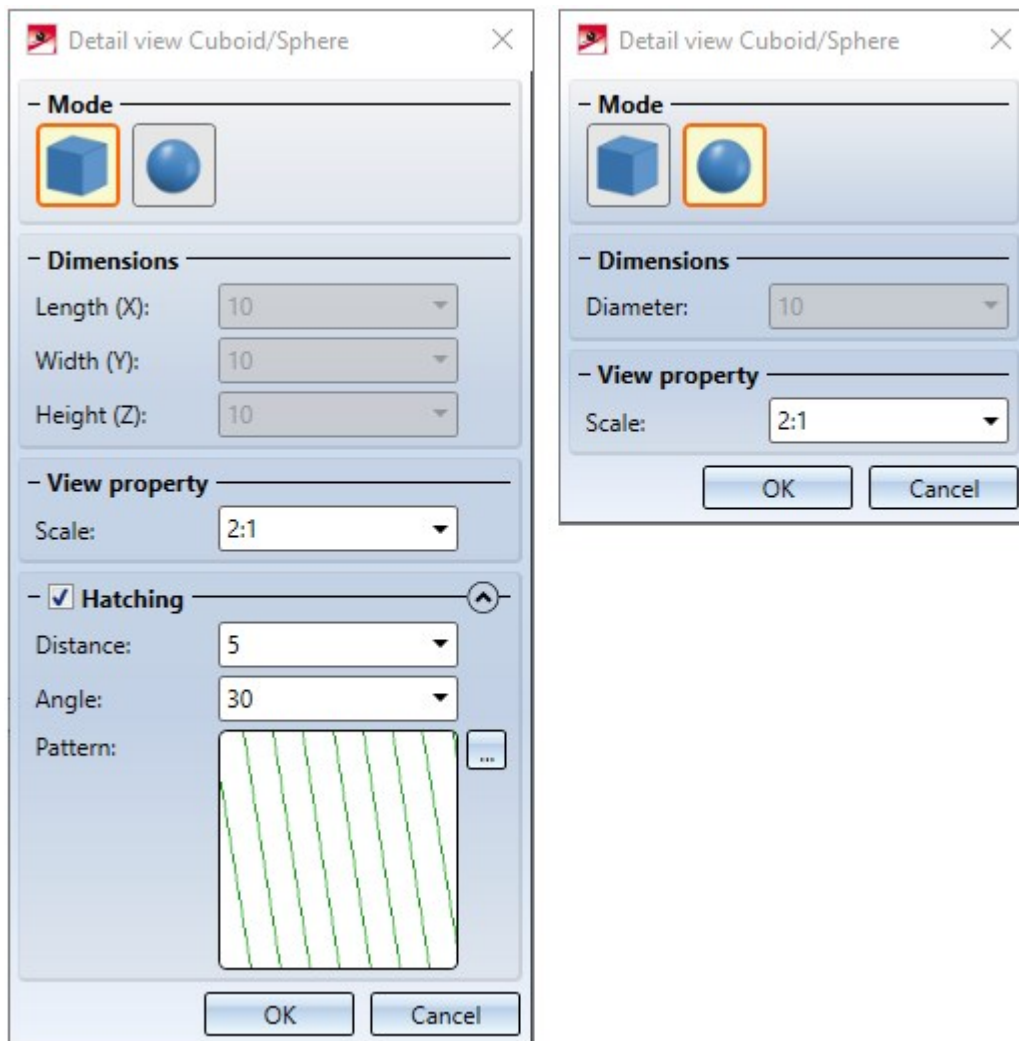 Detail view Cuboid/Sphere
Mode
Dimensions
Length (X): 10
Width (Y): 10
Height (Z): 10
View property
Scale: 2:1
Hatching
Distance: 5
Angle: 30
Pattern: ...
OK Cancel
Detail view Cuboid/Sphere
Mode
Dimensions
Diameter: 10
View property
Scale: 2:1
OK Cancel